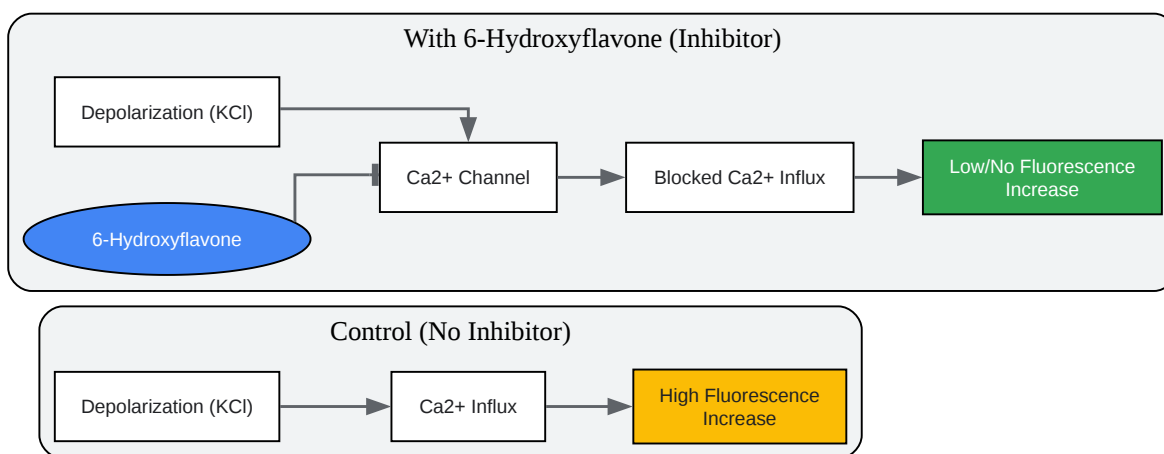 With 6-Hydroxyflavone (Inhibitor)
Depolarization (KCl)
Ca2+ Channel
Blocked Ca2+ Influx
Low/No Fluorescence
Increase
6-Hydroxyflavone
Control (No Inhibitor)
Depolarization (KCl)
Ca2+ Influx
High Fluorescence
Increase